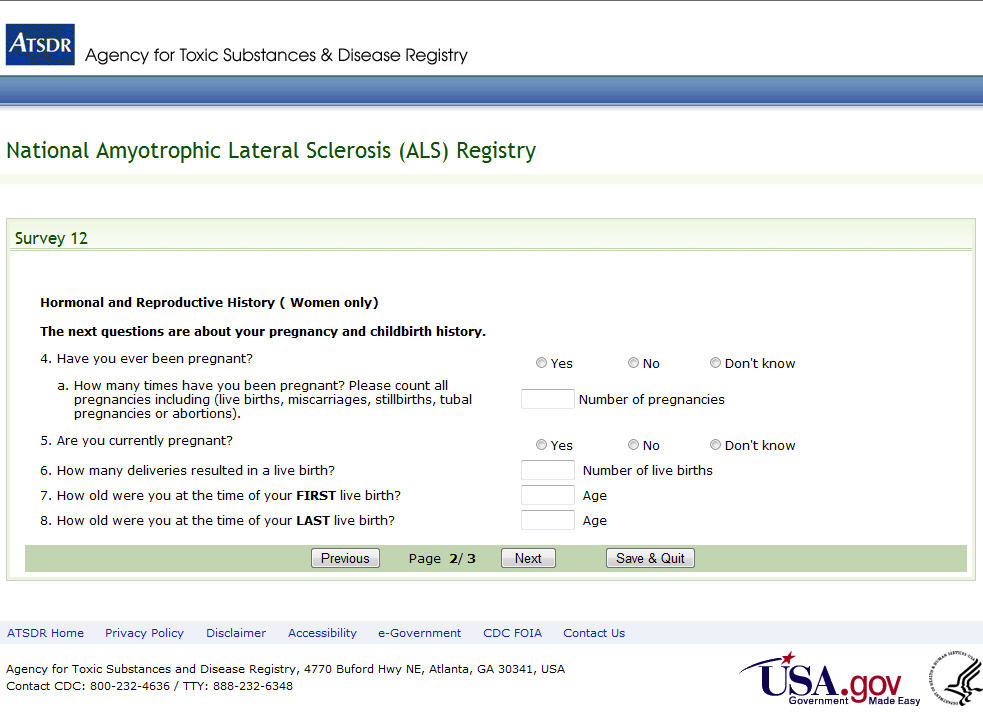 ATSDR
Agency for Toxic Substances & Disease Registry
National Amyotrophic Lateral Sclerosis (ALS) Registry
Survey 12
Hormonal and Reproductive History ( Women only)
The next questions are about your pregnancy and childbirth history.
4. Have you ever been pregnant?
Yes No Don't know
a. How many times have you been pregnant? Please count all
pregnancies including (live births, miscarriages, stillbirths, tubal
pregnancies or abortions).
Number of pregnancies
5. Are you currently pregnant?
Yes No Don't know
6. How many deliveries resulted in a live birth?
Number of live births
7. How old were you at the time of your FIRST live birth?
Age
8. How old were you at the time of your LAST live birth?
Age
Previous Page 2/ 3 Next Save & Quit
ATSDR Home Privacy Policy Disclaimer Accessibility e-Government CDC FOIA Contact Us
Agency for Toxic Substances and Disease Registry, 4770 Buford Hwy NE, Atlanta, GA 30341, USA
Contact CDC: 800-232-4636 / TTY: 888-232-6348
USA.gov
Government Made Easy